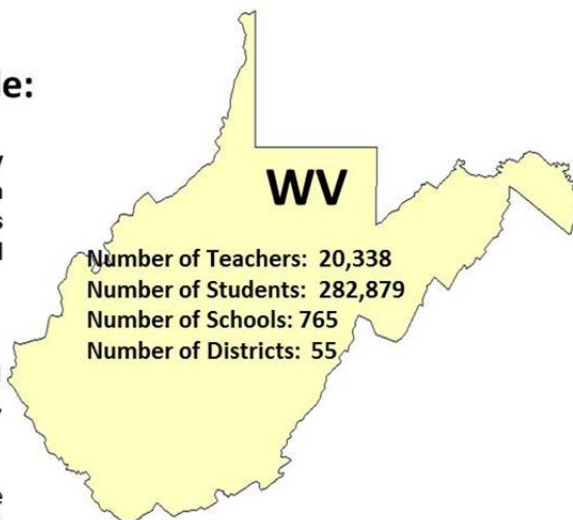 WV
Number of Teachers: 20,338
Number of Students: 282,879
Number of Schools: 765
Number of Districts: 55